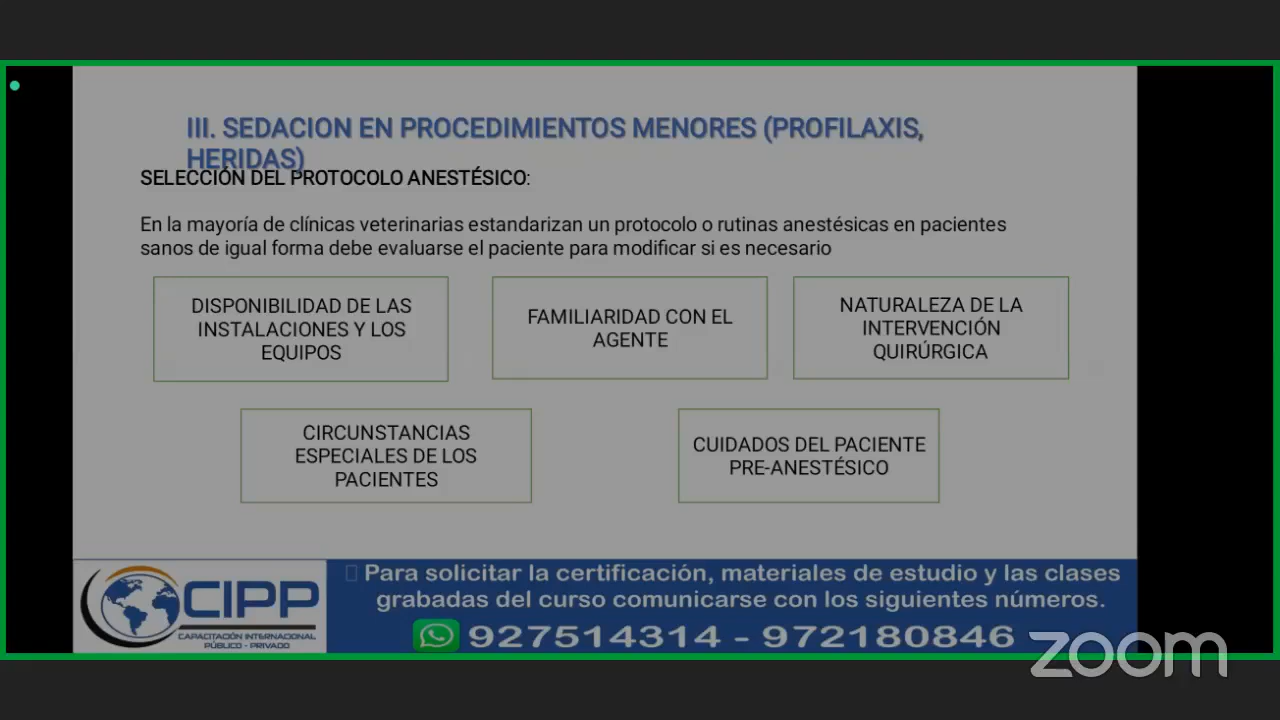 III. SEDACION EN PROCEDIMIENTOS MENORES (PROFILAXIS,
HERIDAS)
SELECCIÓN DEL PROTOCOLO ANESTÉSICO:
En la mayoría de clínicas veterinarias estandarizan un protocolo o rutinas anestésicas en pacientes
sanos de igual forma debe evaluarse el paciente para modificar si es necesario
DISPONIBILIDAD DE LAS
INSTALACIONES Y LOS
EQUIPOS
FAMILIARIDAD CON EL
AGENTE
NATURALEZA DE LA
INTERVENCIÓN
QUIRÚRGICA
CIRCUNSTANCIAS
ESPECIALES DE LOS
PACIENTES
CUIDADOS DEL PACIENTE
PRE-ANESTÉSICO
CIPP
CAPACITACIÓN INTERNACIONAL
PÚBLICO - PRIVADO
Para solicitar la certificación, materiales de estudio y las clases
grabadas del curso comunicarse con los siguientes números.
927514314 - 972180846
zoom